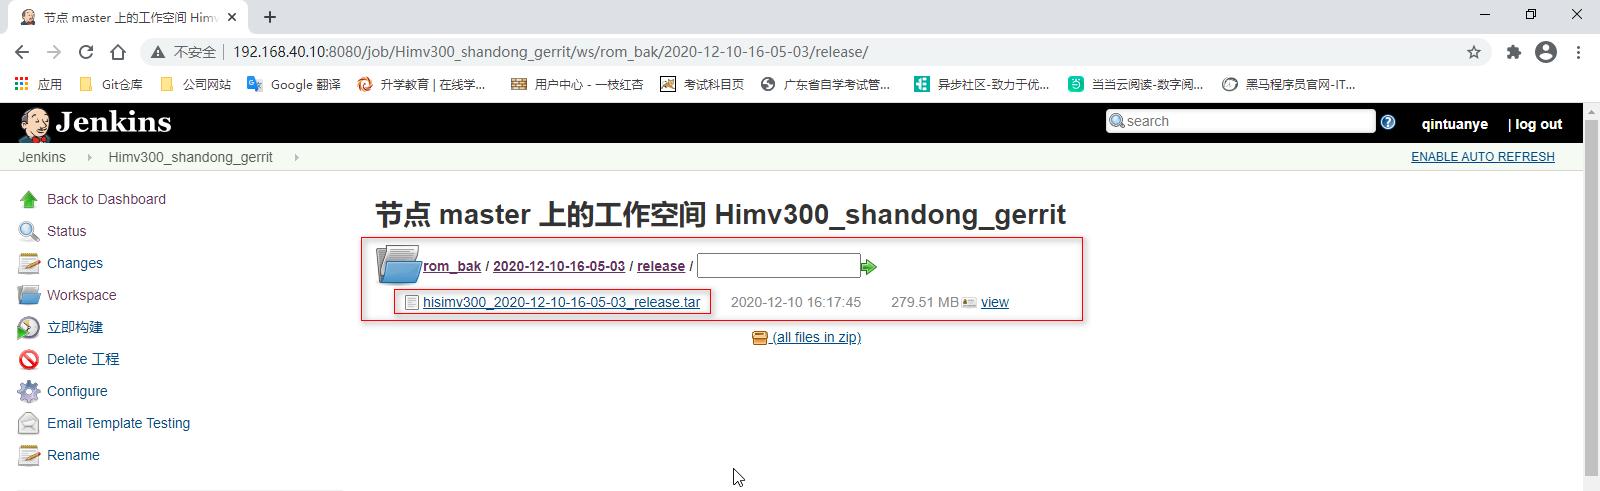 节点 master 上的工作空间 Himv
不安全 | 192.168.40.10:8080/job/Himv300_shandong_gerrit/ws/rom_bak/2020-12-10-16-05-03/release/
应用 Git仓库 公司网站 Google 翻译 升学教育 | 在线学... 用户中心 - 一枝红杏 考试科目页 广东省自学考试管... 异步社区-致力于优... 当当云阅读-数字阅... 黑马程序员官网-IT...
Jenkins search qintuanye | log out
Jenkins Himv300_shandong_gerrit ENABLE AUTO REFRESH
Back to Dashboard
Status
Changes
Workspace
立即构建
Delete 工程
Configure
Email Template Testing
Rename
节点 master 上的工作空间 Himv300_shandong_gerrit
rom_bak / 2020-12-10-16-05-03 / release /
hisimv300_2020-12-10-16-05-03_release.tar 2020-12-10 16:17:45 279.51 MB view
(all files in zip)